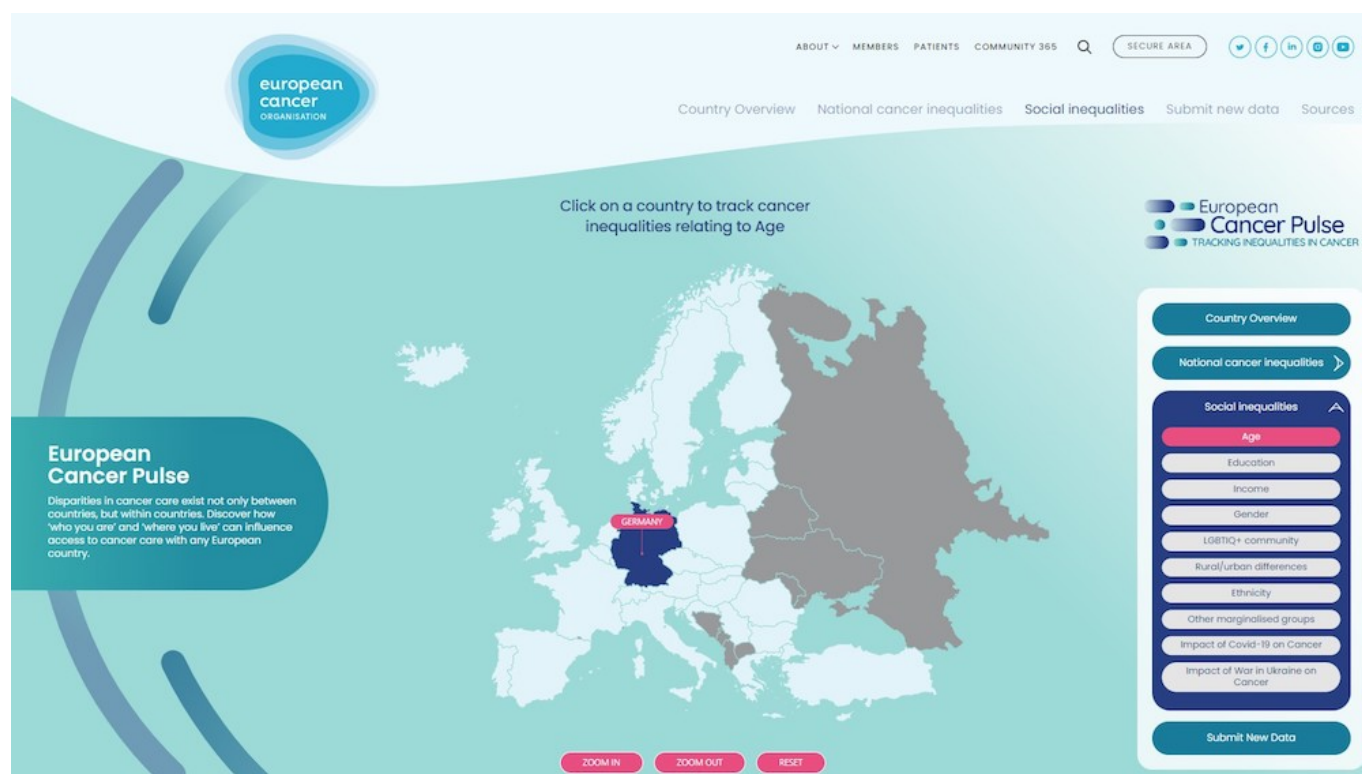 european
cancer
ORGANISATION
ABOUT MEMBERS PATIENTS COMMUNITY 365 SECURE AREA
Country Overview National cancer inequalities Social inequalities Submit new data Sources
Click on a country to track cancer
inequalities relating to Age
European
Cancer Pulse
TRACKING INEQUALITIES IN CANCER
European
Cancer Pulse
Disparities in cancer care exist not only between
countries, but within countries. Discover how
'who you are' and 'where you live' can influence
access to cancer care with any European
country.
GERMANY
ZOOM IN ZOOM OUT RESET
Country Overview
National cancer inequalities
Social inequalities
Age
Education
Income
Gender
LGBTIQ+ community
Rural/urban differences
Ethnicity
Other marginalised groups
Impact of Covid-19 on Cancer
Impact of War in Ukraine on
Cancer
Submit New Data